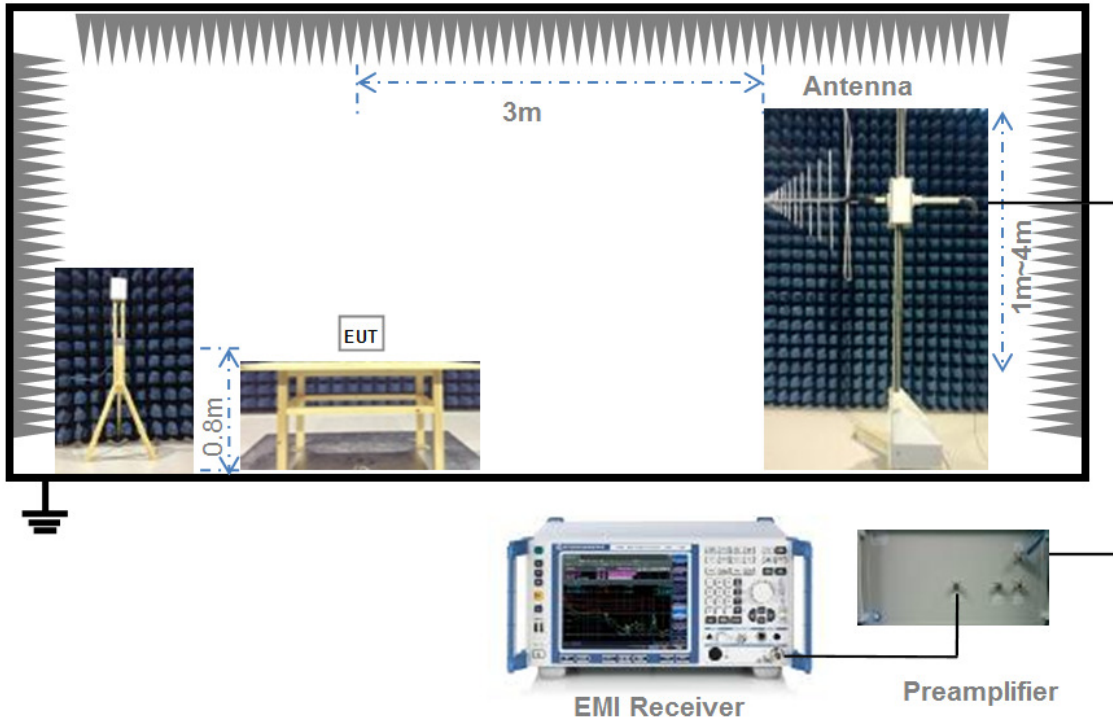 Antenna
3m
1m~4m
EUT
0.8m
EMI Receiver
Preamplifier